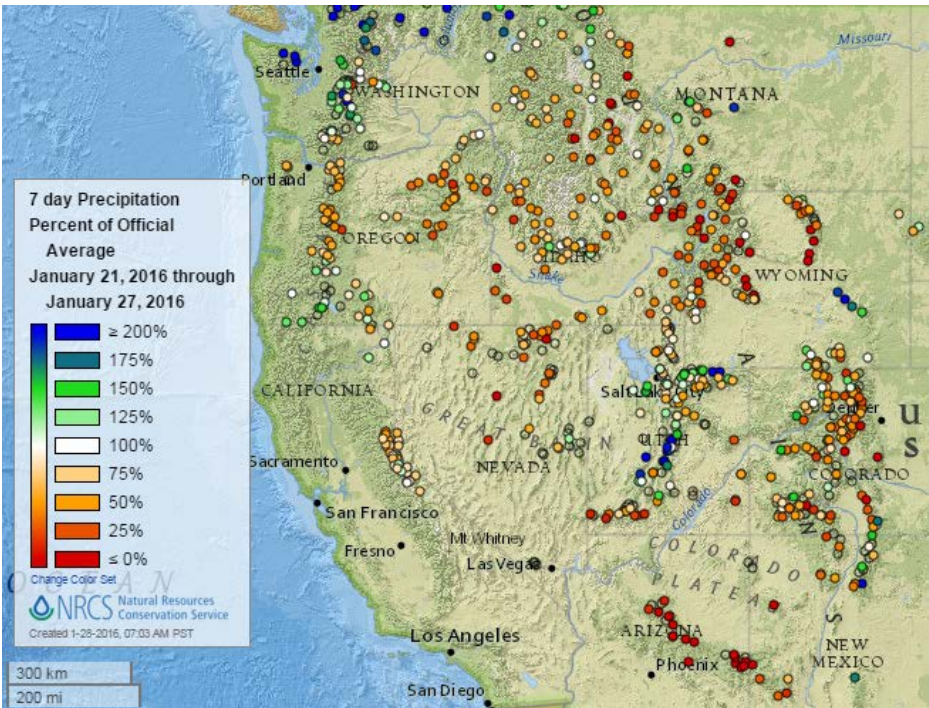 Missouri
Seattle
WASHINGTON
MONTANA
Portland
7 day Precipitation
Percent of Official
Average
January 21, 2016 through
January 27, 2016
≥ 200%
175%
150%
125%
100%
75%
50%
25%
≤ 0%
Change Color Set
NRCS Natural Resources
Conservation Service
Created 1-28-2016, 07:03 AM PST
OREGON
IDAHO
Snake
WYOMING
CALIFORNIA
Salt Lake City
Denver
U
S
GREAT BASIN
UTAH
NEVADA
COLORADO
Sacramento
Colorado
San Francisco
Mt Whitney
Fresno
Las Vegas
COLORADO
PLATEA
OCEAN
Los Angeles
ARIZONA
Phoenix
NEW
MEXICO
San Diego
300 km
200 mi